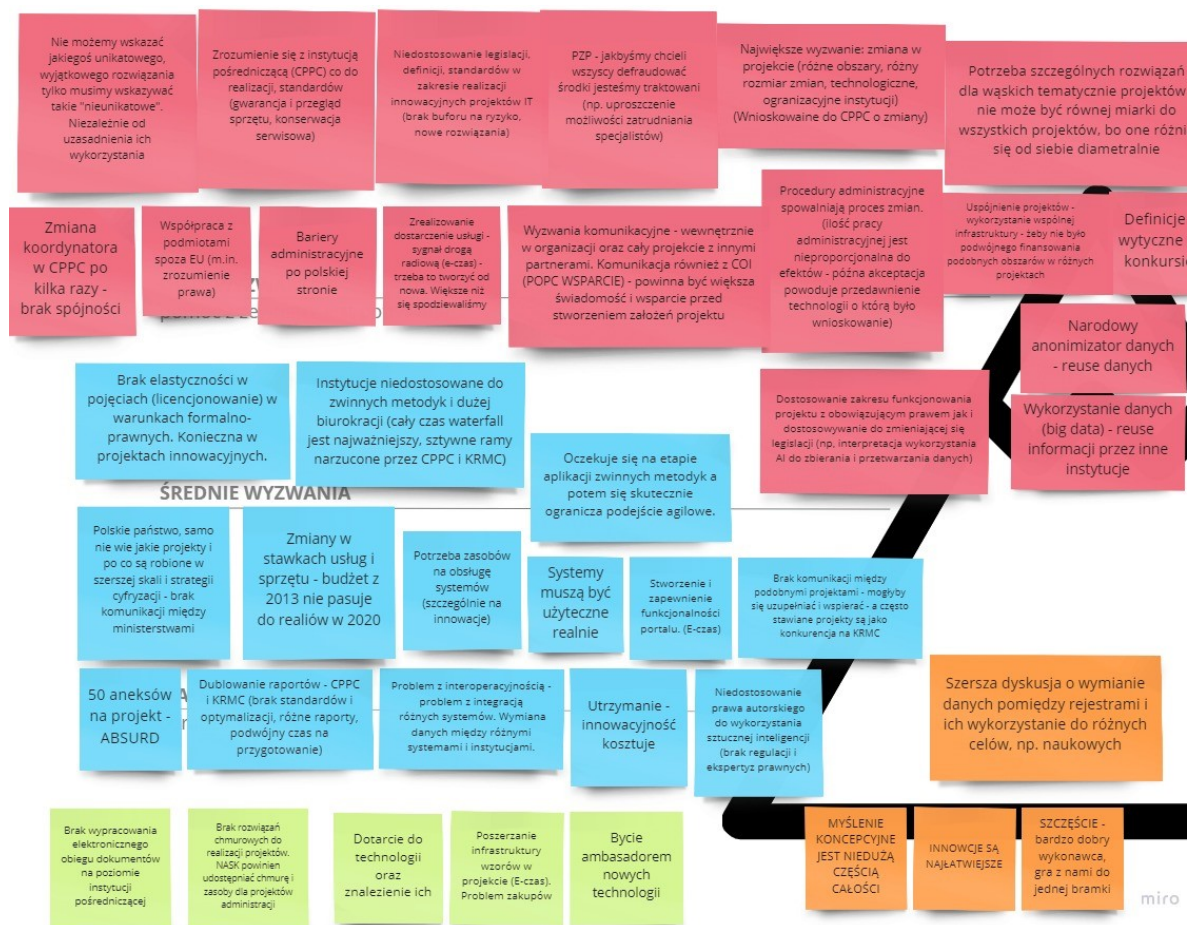 Nie możemy wskazać
jakiegoś unikatowego,
wyjątkowego rozwiązania
tylko musimy wskazywać
takie "nieunikatowe".
Niezależnie od
uzasadnienia ich
wykorzystania
Zrozumienie się z instytucją
pośredniczącą (CPPC) co do
realizacji, standardów
(gwarancja i przegląd
sprzętu, konserwacja
serwisowa)
Niedostosowanie legislacji,
definicji, standardów w
zakresie realizacji
innowacyjnych projektów IT
(brak buforu na ryzyko,
nowe rozwiązania)
PZP - jakbyśmy chcieli
wszyscy defraudować
środki jesteśmy traktowani
(np. uproszczenie
możliwości zatrudniania
specjalistów)
Największe wyzwanie: zmiana w
projekcie (różne obszary, różny
rozmiar zmian, technologiczne,
ogranizacyjne instytucji)
(Wnioskowaine do CPPC o zmiany)
Potrzeba szczególnych rozwiązań
dla wąskich tematycznie projektów
nie może być równej miarki do
wszystkich projektów, bo one różni
się od siebie diametralnie
Zmiana
koordynatora
w CPPC po
kilka razy -
brak spójności
Współpraca z
podmiotami
spoza EU (m.in.
zrozumienie
prawa)
Bariery
administracyjne
po polskiej
stronie
Zrealizowanie
dostarczenie usługi -
sygnał drogą
radiową (e-czas) -
trzeba to tworzyć od
nowa. Większe niż
się spodziewaliśmy
Wyzwania komunikacyjne - wewnętrznie
w organizacji oraz cały projekcie z innymi
partnerami. Komunikacja również z COI
(POPC WSPARCIE) - powinna być większa
świadomość i wsparcie przed
stworzeniem założeń projektu
Procedury administracyjne
spowalniają proces zmian.
(ilość pracy
administracyjnej jest
nieproporcjonalna do
efektów - późna akceptacja
powoduje przedawnienie
technologii o którą było
wnioskowanie)
Uspójnienie projektów -
wykorzystanie wspólnej
infrastruktury - żeby nie było
podwójnego finansowania
podobnych obszarów w różnych
projektach
Definicje
wytyczne
konkursie
Narodowy
anonimizator danych
- reuse danych
Dostosowanie zakresu funkcjonowania
projektu z obowiązującym prawem jak i
dostosowywanie do zmieniającej się
legislacji (np, interpretacja wykorzystania
AI do zbierania i przetwarzania danych)
Wykorzystanie danych
(big data) - reuse
informacji przez inne
instytucje
Brak elastyczności w
pojęciach (licencjonowanie) w
warunkach formalno-
prawnych. Konieczna w
projektach innowacyjnych.
Instytucje niedostosowane do
zwinnych metodyk i dużej
biurokracji (cały czas waterfall
jest najważniejszy, sztywne ramy
narzucone przez CPPC i KRMC)
Oczekuje się na etapie
aplikacji zwinnych metodyk a
potem się skutecznie
ogranicza podejście agilowe.
ŚREDNIE WYZWANIA
Polskie państwo, samo
nie wie jakie projekty i
po co są robione w
szerszej skali i strategii
cyfryzacji - brak
komunikacji między
ministerstwami
Zmiany w
stawkach usług i
sprzętu - budżet z
2013 nie pasuje
do realiów w 2020
Potrzeba zasobów
na obsługę
systemów
(szczególnie na
innowacje)
Systemy
muszą być
użyteczne
realnie
Stworzenie i
zapewnienie
funkcjonalności
portalu. (E-czas)
Brak komunikacji między
podobnymi projektami - mogłyby
się uzupełniać i wspierać - a często
stawiane projekty są jako
konkurencja na KRMC
50 aneksów
na projekt -
ABSURD
Dublowanie raportów - CPPC
i KRMC (brak standardów i
optymalizacji, różne raporty,
podwójny czas na
przygotowanie)
Problem z interoperacyjnością -
problem z integracją
różnych systemów. Wymiana
danych między różnymi
systemami i instytucjami.
Utrzymanie -
innowacyjność
kosztuje
Niedostosowanie
prawa autorskiego
do wykorzystania
sztucznej inteligencji
(brak regulacji i
ekspertyz prawnych)
Szersza dyskusja o wymianie
danych pomiędzy rejestrami i
ich wykorzystanie do różnych
celów, np. naukowych
Brak wypracowania
elektronicznego
obiegu dokumentów
na poziomie
instytucji
pośredniczącej
Brak rozwiązań
chmurowych do
realizacji projektów.
NASK powinien
udostępniać chmurę i
zasoby dla projektów
administracji
Dotarcie do
technologii
oraz
znalezienie ich
Poszerzanie
infrastruktury
wzorów w
projekcie (E-czas).
Problem zakupów
Bycie
ambasadorem
nowych
technologii
MYŚLENIE
KONCEPCYJNE
JEST NIEDUŻĄ
CZĘŚCIĄ
CAŁOŚCI
INNOWCJE SĄ
NAJŁATWIEJSZE
SZCZĘŚCIE -
bardzo dobry
wykonawca,
gra z nami do
jednej bramki
miro